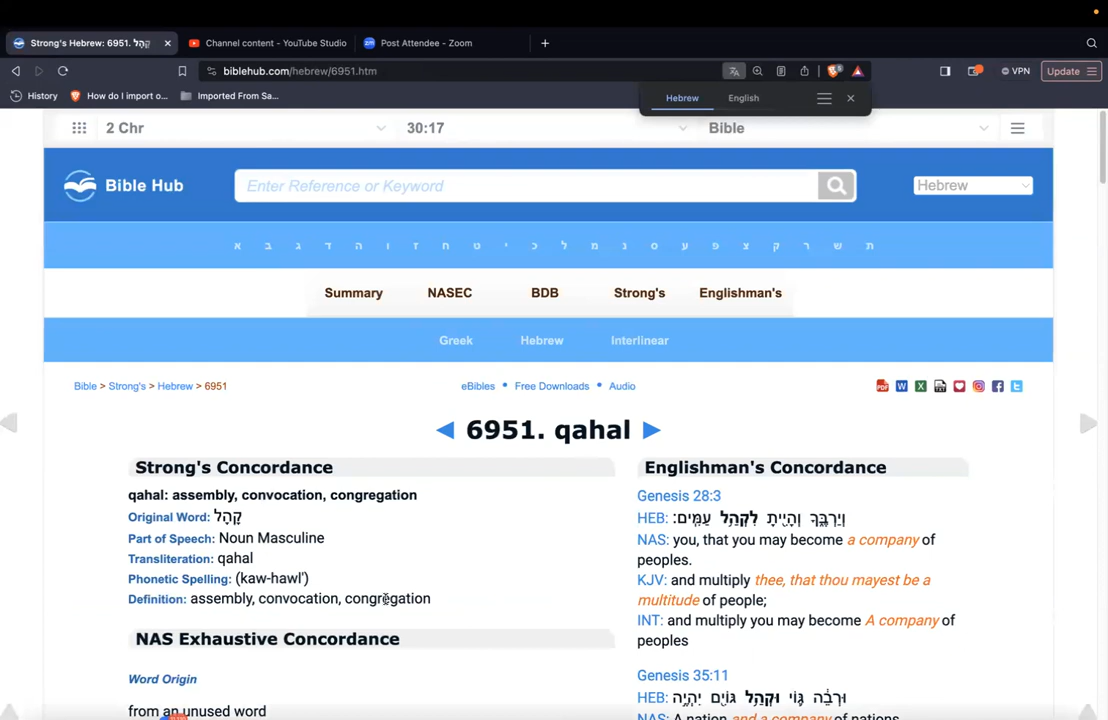 Strong's Hebrew: 6951. קָהָל
Channel content - YouTube Studio
Post Attendee - Zoom
biblehub.com/hebrew/6951.htm
VPN
Update
History
How do I import o...
Imported From Sa...
Hebrew
English
2 Chr
30:17
Bible
Bible Hub
Enter Reference or Keyword
Hebrew
א ב ג ד ה ו ז ח ט י כ ל מ נ ס ע פ צ ק ר ש ת
Summary
NASEC
BDB
Strong's
Englishman's
Greek
Hebrew
Interlinear
Bible > Strong's > Hebrew > 6951
eBibles • Free Downloads • Audio
◄ 6951. qahal ►
Strong's Concordance
qahal: assembly, convocation, congregation
Original Word: קָהָל
Part of Speech: Noun Masculine
Transliteration: qahal
Phonetic Spelling: (kaw-hawl')
Definition: assembly, convocation, congregation
NAS Exhaustive Concordance
Word Origin
from an unused word
Englishman's Concordance
Genesis 28:3
HEB: וְיַרְבֶּ֑ךָ וְהָיִ֖יתָ לִקְהַ֥ל עַמִּֽים׃
NAS: you, that you may become a company of
peoples.
KJV: and multiply thee, that thou mayest be a
multitude of people;
INT: and multiply you may become A company of
peoples
Genesis 35:11
HEB: וּרְבֵ֔ה גּ֛וֹי וּקְהַ֥ל גּוֹיִ֖ם יִהְיֶ֣ה
NAS: A nation and a company of nations